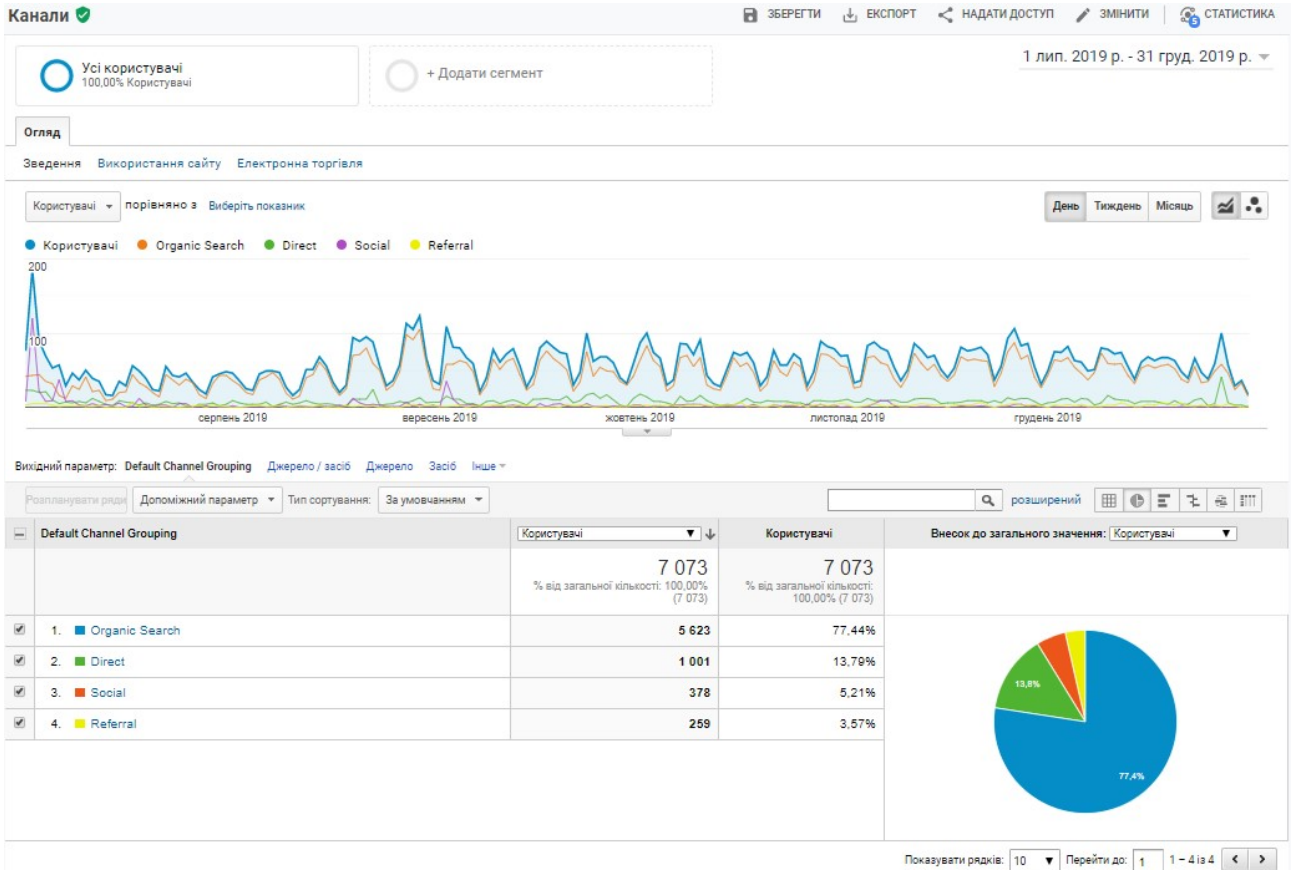 Канали
ЗБЕРЕГТИ ЕКСПОРТ НАДАТИ ДОСТУП ЗМІНИТИ СТАТИСТИКА
5
Усі користувачі
100,00% Користувачі
+ Додати сегмент
1 лип. 2019 р. - 31 груд. 2019 р.
Огляд
Зведення Використання сайту Електронна торгівля
Користувачі порівняно з Виберіть показник
День Тиждень Місяць
Користувачі Organic Search Direct Social Referral
200
100
серпень 2019 вересень 2019 жовтень 2019 листопад 2019 грудень 2019
Вихідний параметр: Default Channel Grouping Джерело / засіб Джерело Засіб Інше
Розпланувати ряди Допоміжний параметр Тип сортування: За умовчанням розширений
Default Channel Grouping Користувачі Користувачі Внесок до загального значення: Користувачі
7 073 7 073
% від загальної кількості: 100,00% (7 073) % від загальної кількості: 100,00% (7 073)
1. Organic Search 5 623 77,44%
2. Direct 1 001 13,79%
3. Social 378 5,21%
4. Referral 259 3,57%
13,8%
77,4%
Показувати рядків: 10 Перейти до: 1 1 – 4 із 4